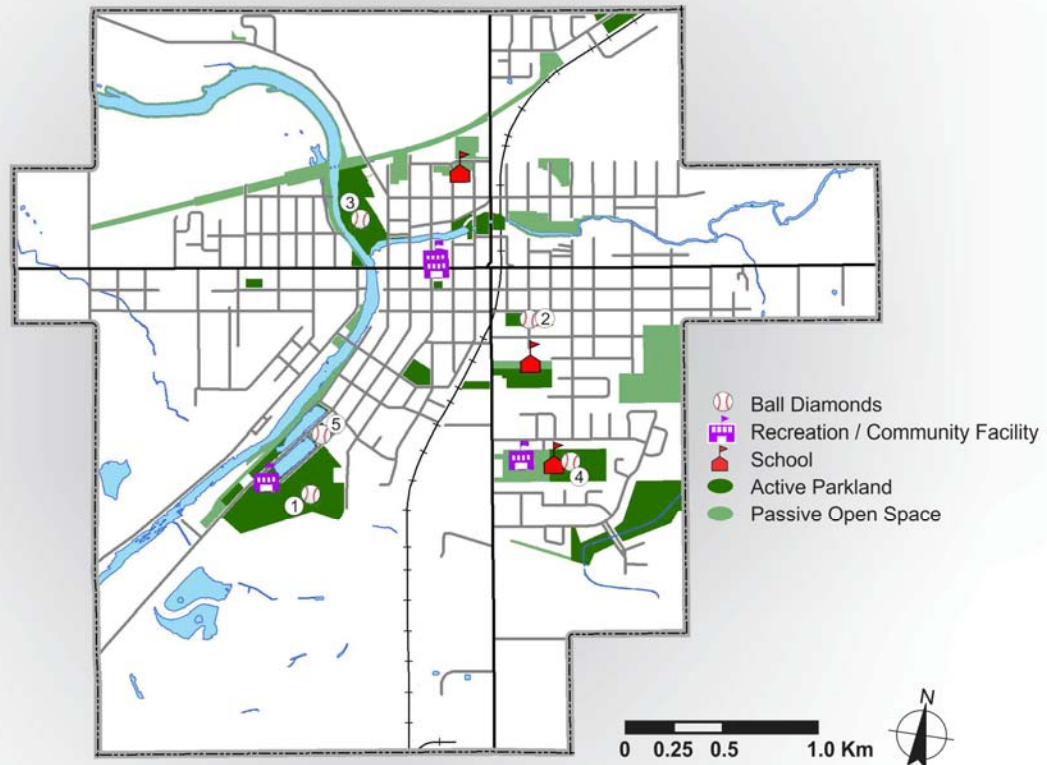 3
2
5
4
1
Ball Diamonds
Recreation / Community Facility
School
Active Parkland
Passive Open Space
N
0 0.25 0.5 1.0 Km